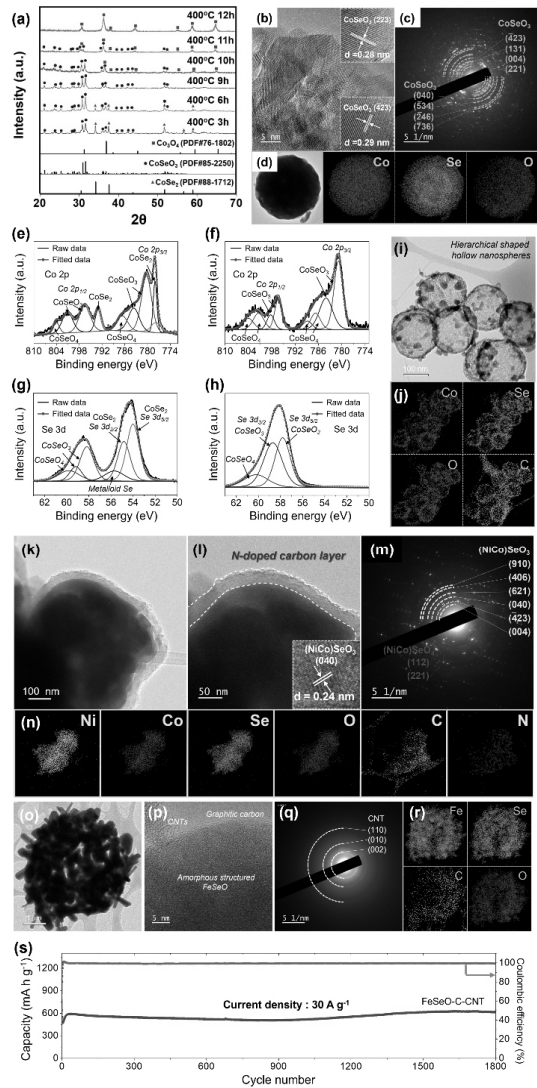 (a)
400°C 12h
400°C 11h
400°C 10h
400°C 9h
400°C 6h
400°C 3h
Co₃O₄ (PDF#76-1802)
CoSeO₃ (PDF#85-2250)
CoSe₂ (PDF#88-1712)
Intensity (a.u.)
20 30 40 50 60 70
2θ
(b)
CoSeO₃ (223)
d =0.28 nm
CoSeO₃ (4̄23)
d =0.29 nm
5 nm
(c)
CoSeO₃
(4̄23)
(131)
(004)
(221)
CoSeO₃
(040)
(534)
(246)
(736)
5 1/nm
(d)
Co
Se
O
(e)
Raw data
Fitted data
Co 2p
Co 2p₃/₂
CoSe₂
CoSeO₃
Co 2p₁/₂
CoSe₂
CoSeO₃
CoSeO₄
CoSeO₄
Intensity (a.u.)
810 804 798 792 786 780 774
Binding energy (eV)
(f)
Raw data
Fitted data
Co 2p
Co 2p₃/₂
CoSeO₃
Co 2p₁/₂
CoSeO₃
CoSeO₄
CoSeO₄
Intensity (a.u.)
810 804 798 792 786 780 774
Binding energy (eV)
(g)
Raw data
Fitted data
Se 3d
CoSe₂
Se 3d₃/₂
CoSe₂
Se 3d₅/₂
CoSeO₃
CoSeO₄
Metalloid Se
Intensity (a.u.)
62 60 58 56 54 52 50
Binding energy (eV)
(h)
Raw data
Fitted data
Se 3d
Se 3d₃/₂
CoSeO₃
Se 3d₅/₂
CoSeO₃
CoSeO₄
Intensity (a.u.)
62 60 58 56 54 52 50
Binding energy (eV)
(i)
Hierarchical shaped
hollow nanospheres
100 nm
(j)
Co
Se
O
C
(k)
100 nm
(l)
N-doped carbon layer
(NiCo)SeO₃
(040)
d = 0.24 nm
50 nm
(m)
(NiCo)SeO₃
(910)
(406)
(621)
(040)
(4̄23)
(004)
(NiCo)SeO
(112)
(221)
5 1/nm
(n)
Ni
Co
Se
O
C
N
(o)
1 μm
(p)
CNTs
Graphitic carbon
Amorphous structured
FeSeO
5 nm
(q)
CNT
(110)
(010)
(002)
5 1/nm
(r)
Fe
Se
C
O
(s)
Capacity (mA h g⁻¹)
1200
900
600
300
0
Current density : 30 A g⁻¹
FeSeO-C-CNT
100
80
60
40
20
0
Coulombic efficiency (%)
0 300 600 900 1200 1500 1800
Cycle number